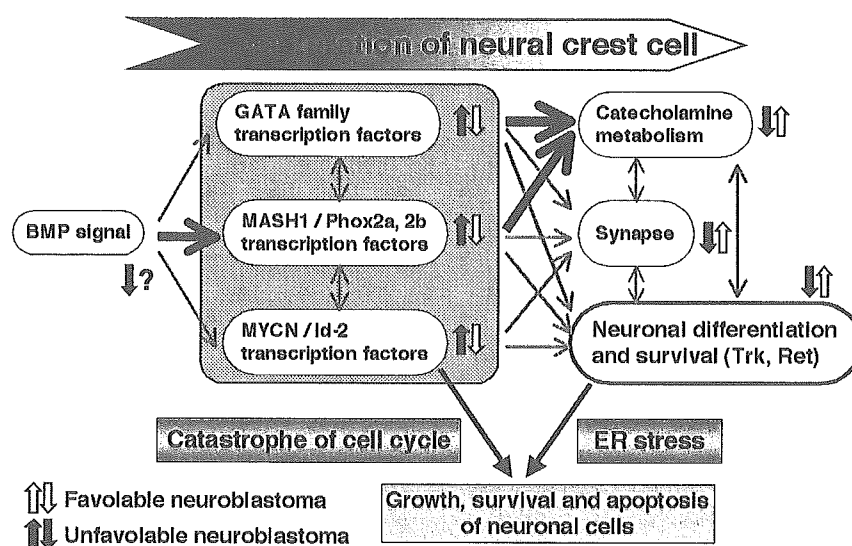 of neural crest cell
GATA family
transcription factors
Catecholamine
metabolism
BMP signal
?
MASH1 / Phox2a, 2b
transcription factors
Synapse
MYCN / Id-2
transcription factors
Neuronal differentiation
and survival (Trk, Ret)
Catastrophe of cell cycle
ER stress
Favolable neuroblastoma
Unfavolable neuroblastoma
Growth, survival and apoptosis
of neuronal cells